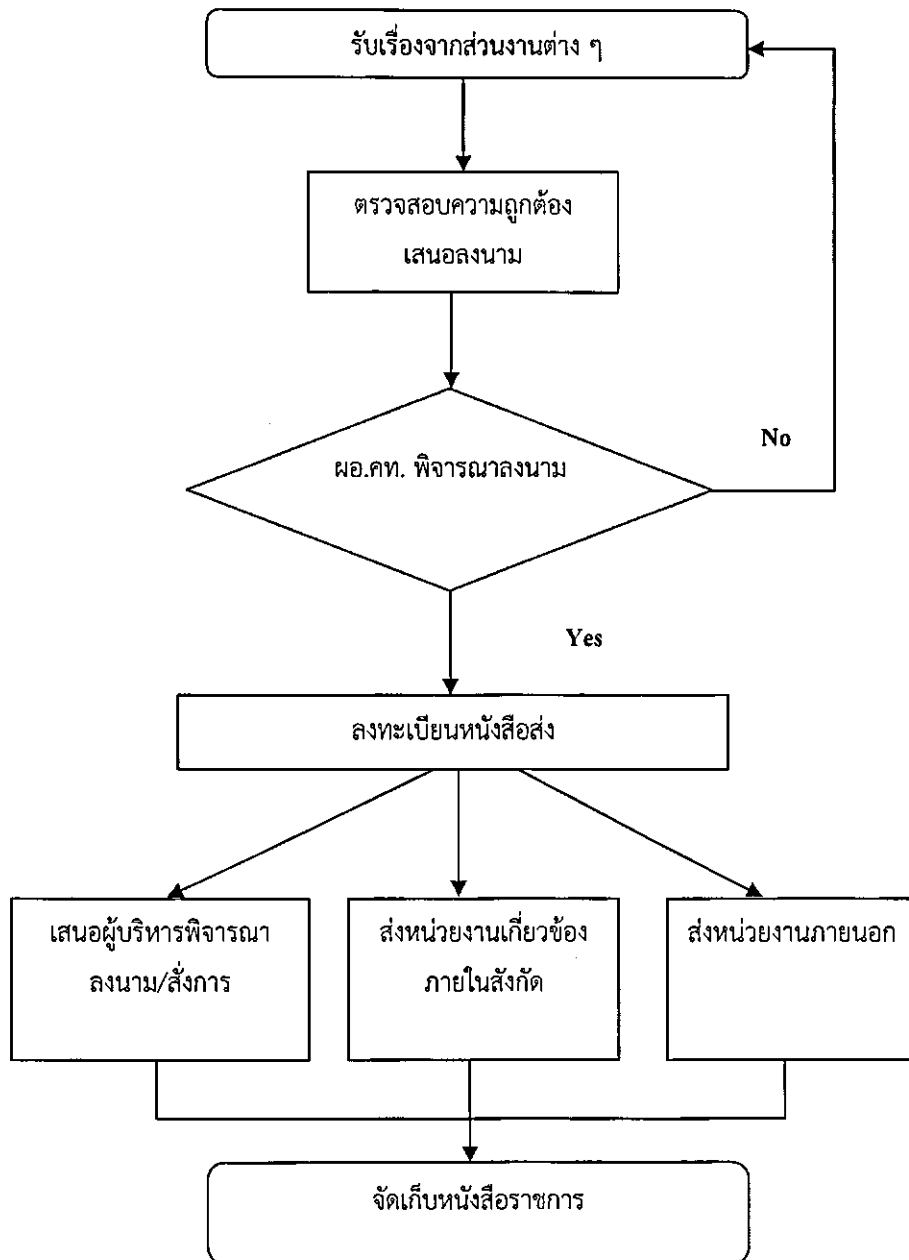 รับเรื่องจากส่วนงานต่าง ๆ
ตรวจสอบความถูกต้อง
เสนอลงนาม
ผอ.คท. พิจารณาลงนาม
No
Yes
ลงทะเบียนหนังสือส่ง
เสนอผู้บริหารพิจารณา
ลงนาม/สั่งการ
ส่งหน่วยงานเกี่ยวข้อง
ภายในสังกัด
ส่งหน่วยงานภายนอก
จัดเก็บหนังสือราชการ